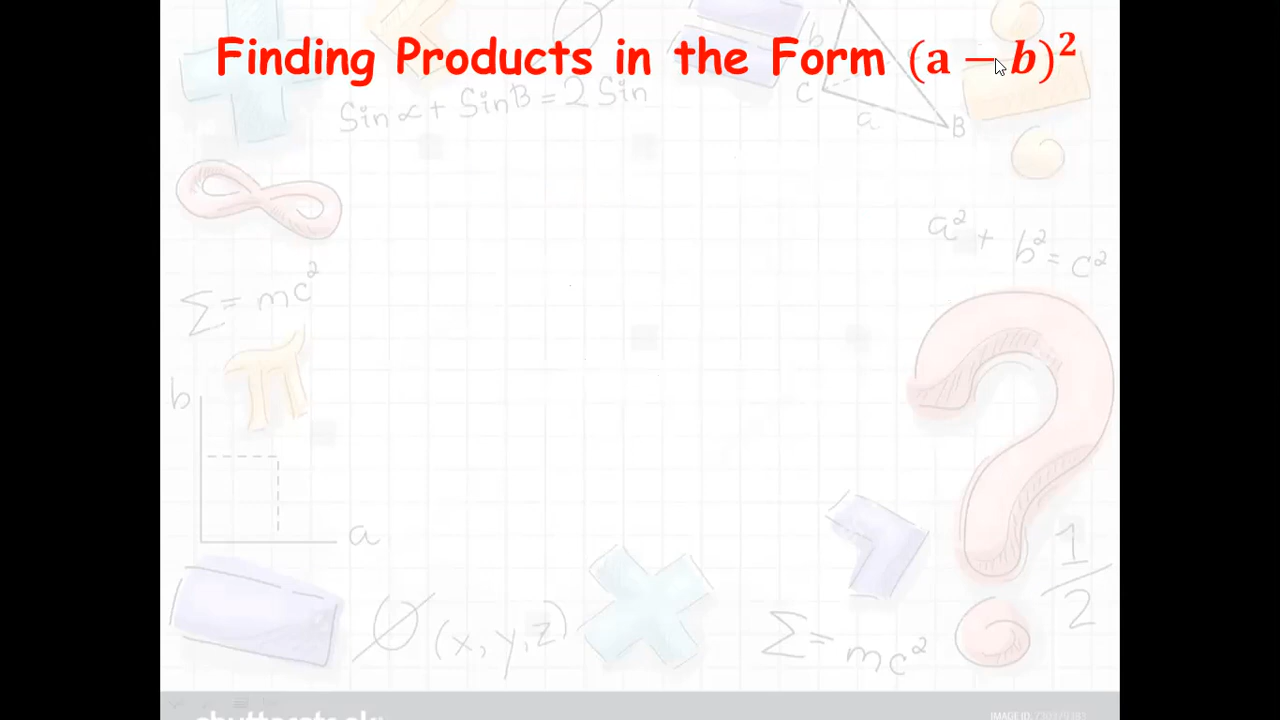 Finding Products in the Form (a − b)²
b
C
a
B
Sin α + Sin B = 2 Sin
a² + b² = c²
Σ = mc²
π
b
a
1/2
∅ (x, y, z)
Σ = mc²